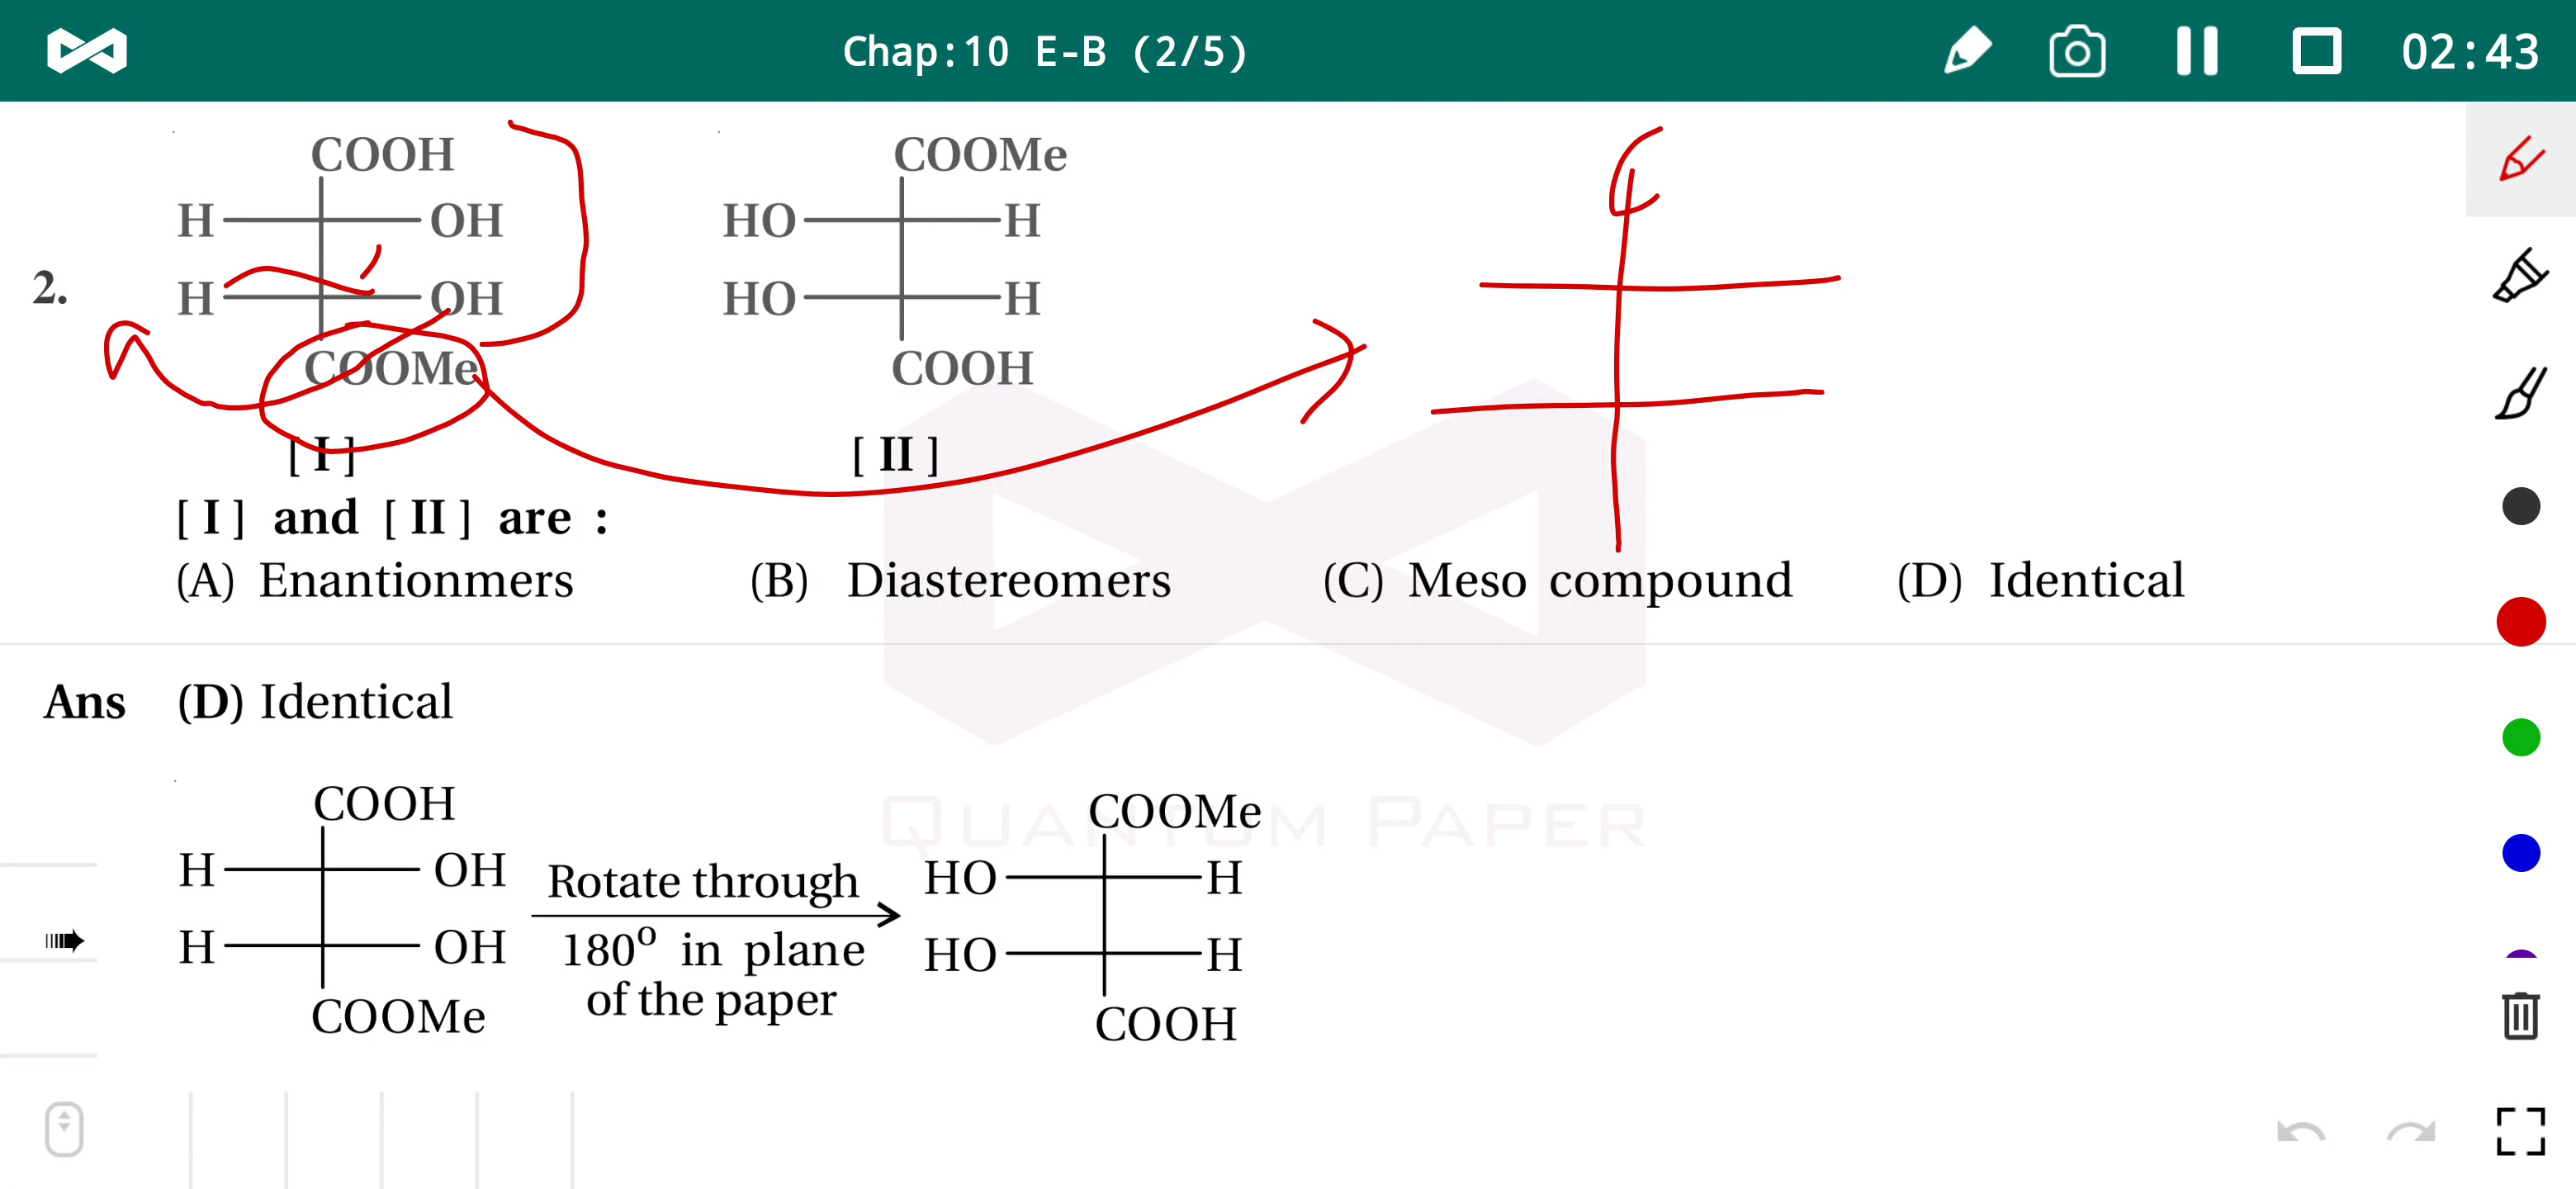 Chap:10 E-B (2/5)
02:43
COOH
H OH
2.
H OH
COOMe
[ I ]
COOMe
HO H
HO H
COOH
[ II ]
[ I ] and [ II ] are :
(A) Enantionmers (B) Diastereomers (C) Meso compound (D) Identical
Ans (D) Identical
COOH
H OH
H OH
COOMe
Rotate through
180° in plane
of the paper
COOMe
HO H
HO H
COOH
QUANTUM PAPER